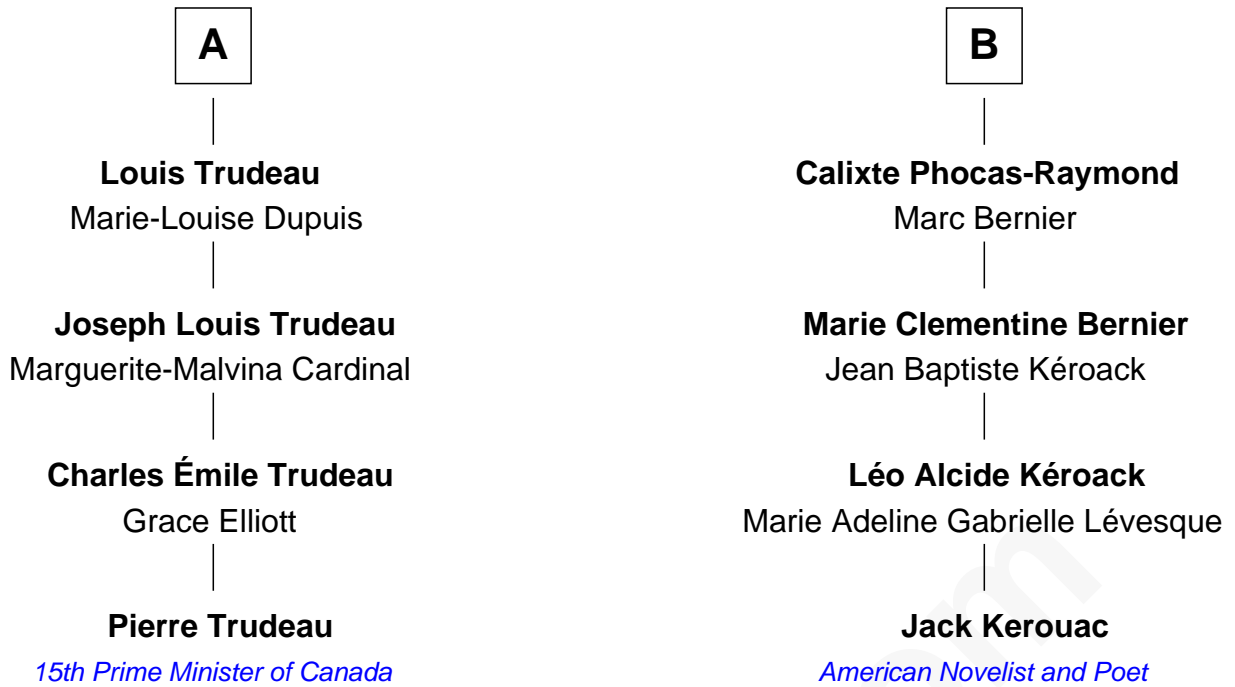 A
Louis Trudeau
Marie-Louise Dupuis
Joseph Louis Trudeau
Marguerite-Malvina Cardinal
Charles Émile Trudeau
Grace Elliott
Pierre Trudeau
15th Prime Minister of Canada
B
Calixte Phocas-Raymond
Marc Bernier
Marie Clementine Bernier
Jean Baptiste Kéroack
Léo Alcide Kéroack
Marie Adeline Gabrielle Lévesque
Jack Kerouac
American Novelist and Poet